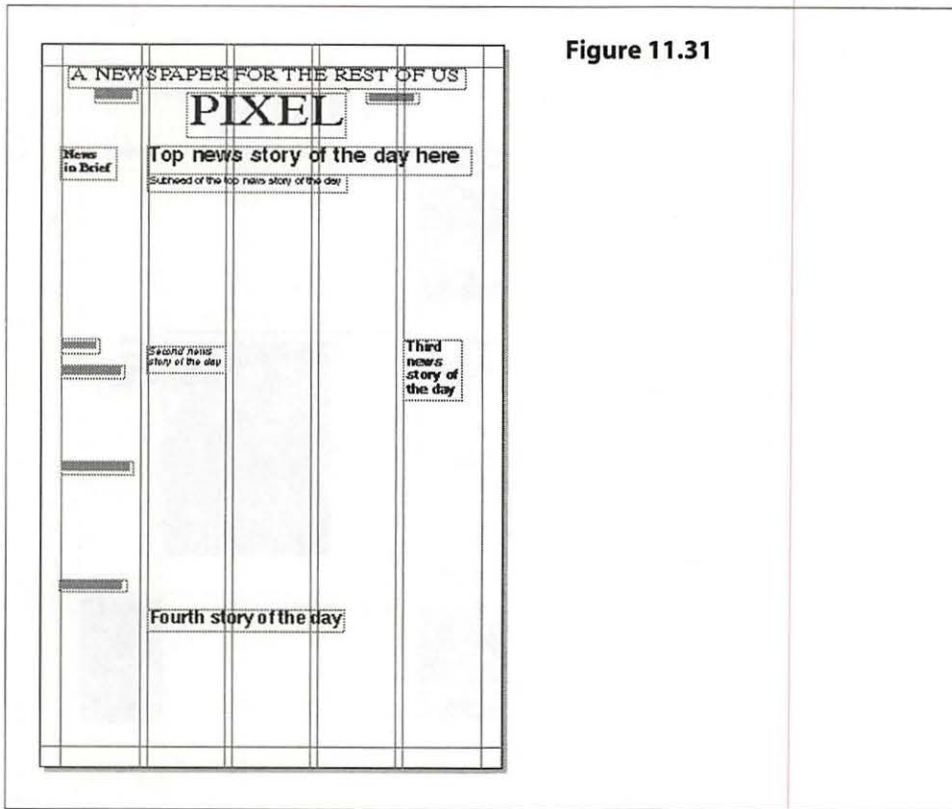 Figure 11.31
A NEWSPAPER FOR THE REST OF US
PIXEL
News
in Brief
Top news story of the day here
Subhead of the top news story of the day
Second news
story of the day
Third
news
story of
the day
Fourth story of the day